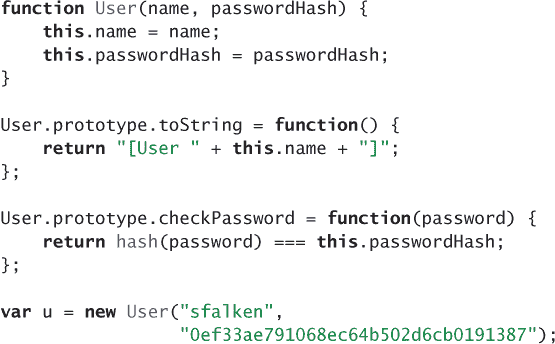 function User(name, passwordHash) {
    this.name = name;
    this.passwordHash = passwordHash;
}

User.prototype.toString = function() {
    return "[User " + this.name + "]";
};

User.prototype.checkPassword = function(password) {
    return hash(password) === this.passwordHash;
};

var u = new User("sfalken",
                 "0ef33ae791068ec64b502d6cb0191387");